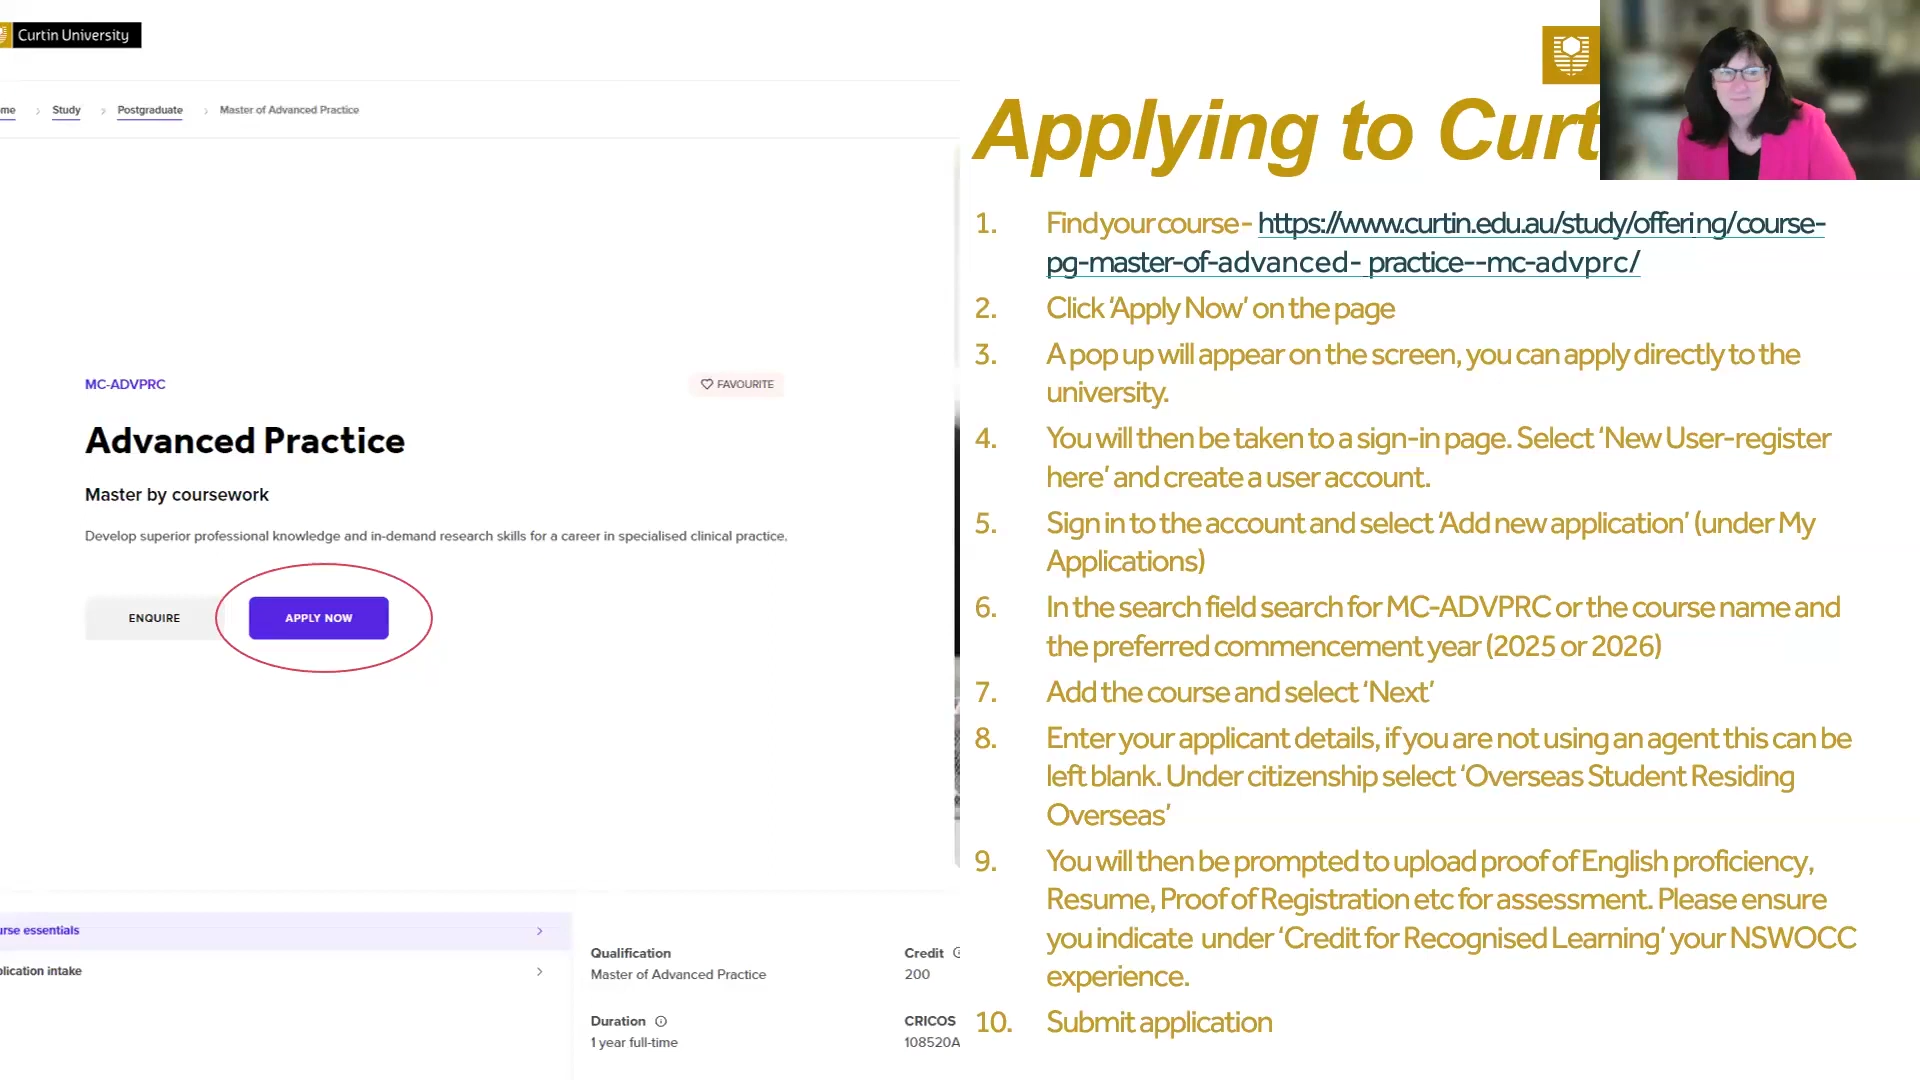 Curtin University
Study
Postgraduate
Master of Advanced Practice
MC-ADVPRC
FAVOURITE
Advanced Practice
Master by coursework
Develop superior professional knowledge and in-demand research skills for a career in specialised clinical practice.
ENQUIRE
APPLY NOW
Qualification
Master of Advanced Practice
Credit
200
Duration
1 year full-time
CRICOS
108520A
essentials
intake
Applying to Curt
1. Find your course - https://www.curtin.edu.au/study/offering/course-
pg-master-of-advanced- practice--mc-advprc/
2. Click ‘Apply Now’ on the page
3. A pop up will appear on the screen, you can apply directly to the
university.
4. You will then be taken to a sign-in page. Select ‘New User-register
here’ and create a user account.
5. Sign in to the account and select ‘Add new application’ (under My
Applications)
6. In the search field search for MC-ADVPRC or the course name and
the preferred commencement year (2025 or 2026)
7. Add the course and select ‘Next’
8. Enter your applicant details, if you are not using an agent this can be
left blank. Under citizenship select ‘Overseas Student Residing
Overseas’
9. You will then be prompted to upload proof of English proficiency,
Resume, Proof of Registration etc for assessment. Please ensure
you indicate under ‘Credit for Recognised Learning’ your NSWOCC
experience.
10. Submit application